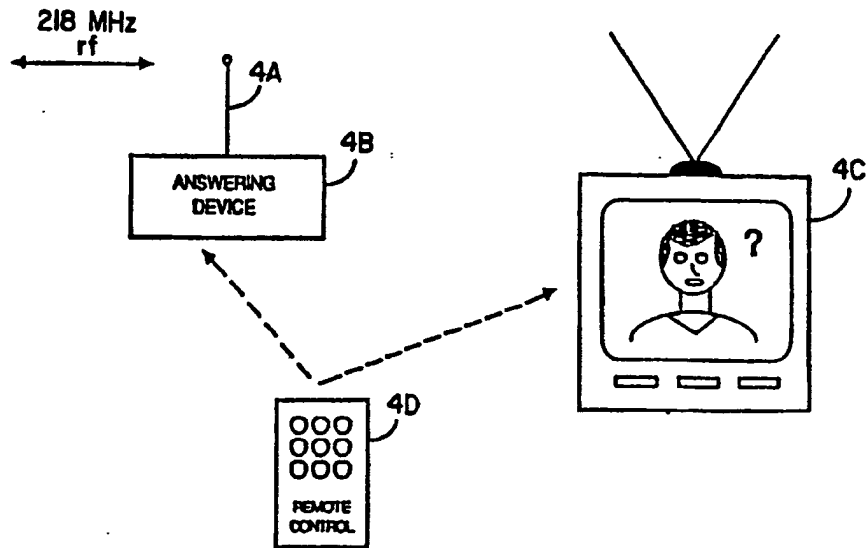 218 MHz
rf
4A
4B
ANSWERING
DEVICE
4C
?
4D
REMOTE
CONTROL